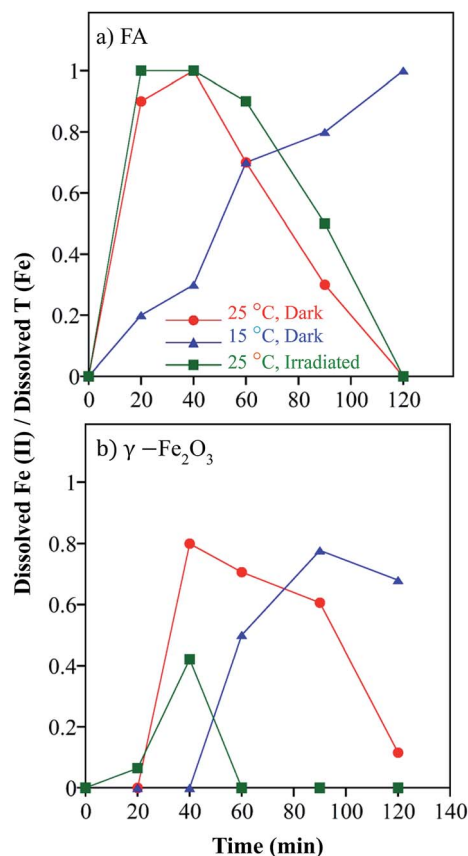 a) FA
1
0.8
0.6
0.4
0.2
0
25 °C, Dark
15 °C, Dark
25 °C, Irradiated
0 20 40 60 80 100 120
Dissolved Fe (II) / Dissolved T (Fe)
b) γ −Fe₂O₃
1
0.8
0.6
0.4
0.2
0
0 20 40 60 80 100 120 140
Time (min)